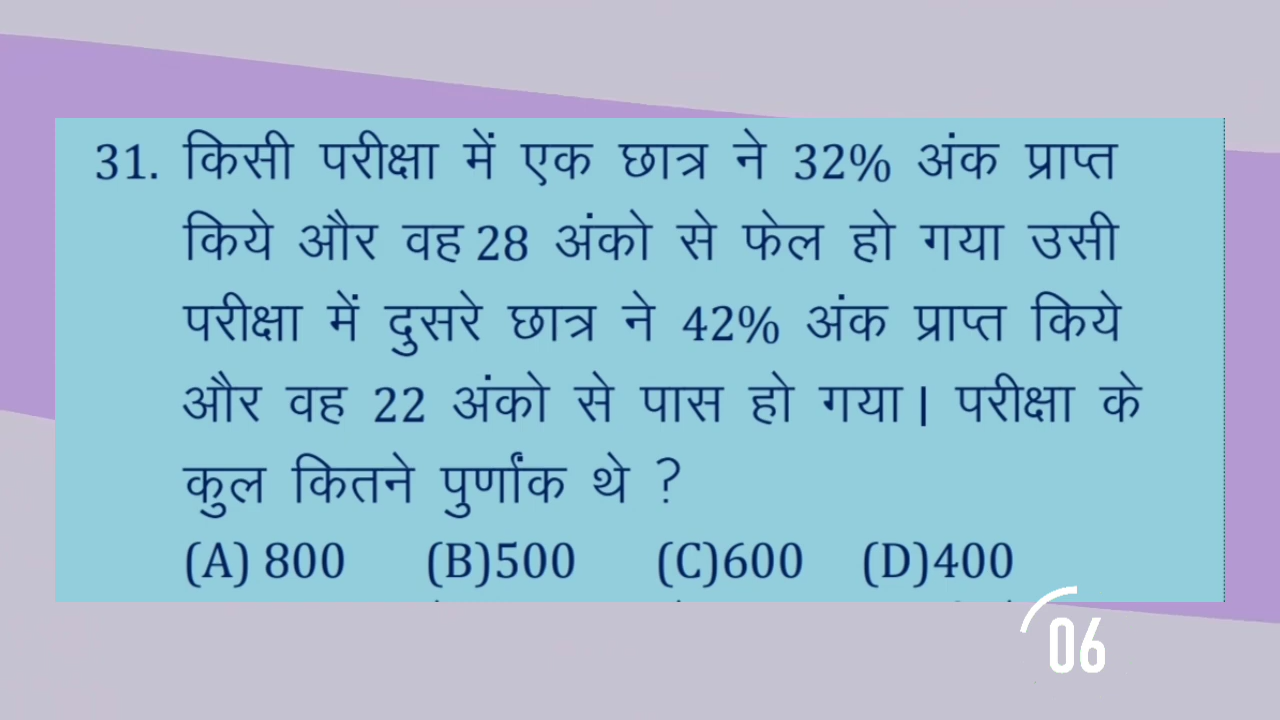 31. किसी परीक्षा में एक छात्र ने 32% अंक प्राप्त
किये और वह 28 अंको से फेल हो गया उसी
परीक्षा में दुसरे छात्र ने 42% अंक प्राप्त किये
और वह 22 अंको से पास हो गया| परीक्षा के
कुल कितने पुर्णांक थे ?
(A) 800 (B)500 (C)600 (D)400
06